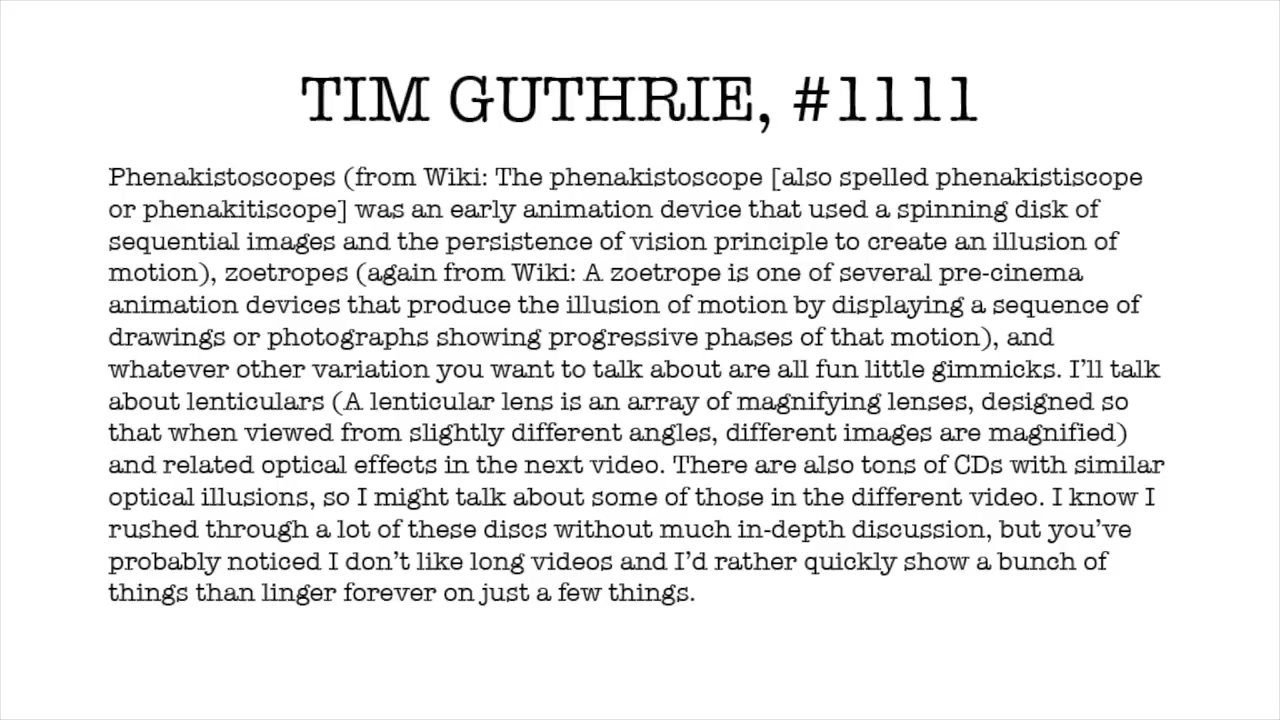 TIM GUTHRIE, #1111
Phenakistoscopes (from Wiki: The phenakistoscope [also spelled phenakistiscope
or phenakitiscope] was an early animation device that used a spinning disk of
sequential images and the persistence of vision principle to create an illusion of
motion), zoetropes (again from Wiki: A zoetrope is one of several pre-cinema
animation devices that produce the illusion of motion by displaying a sequence of
drawings or photographs showing progressive phases of that motion), and
whatever other variation you want to talk about are all fun little gimmicks. I’ll talk
about lenticulars (A lenticular lens is an array of magnifying lenses, designed so
that when viewed from slightly different angles, different images are magnified)
and related optical effects in the next video. There are also tons of CDs with similar
optical illusions, so I might talk about some of those in the different video. I know I
rushed through a lot of these discs without much in-depth discussion, but you’ve
probably noticed I don’t like long videos and I’d rather quickly show a bunch of
things than linger forever on just a few things.